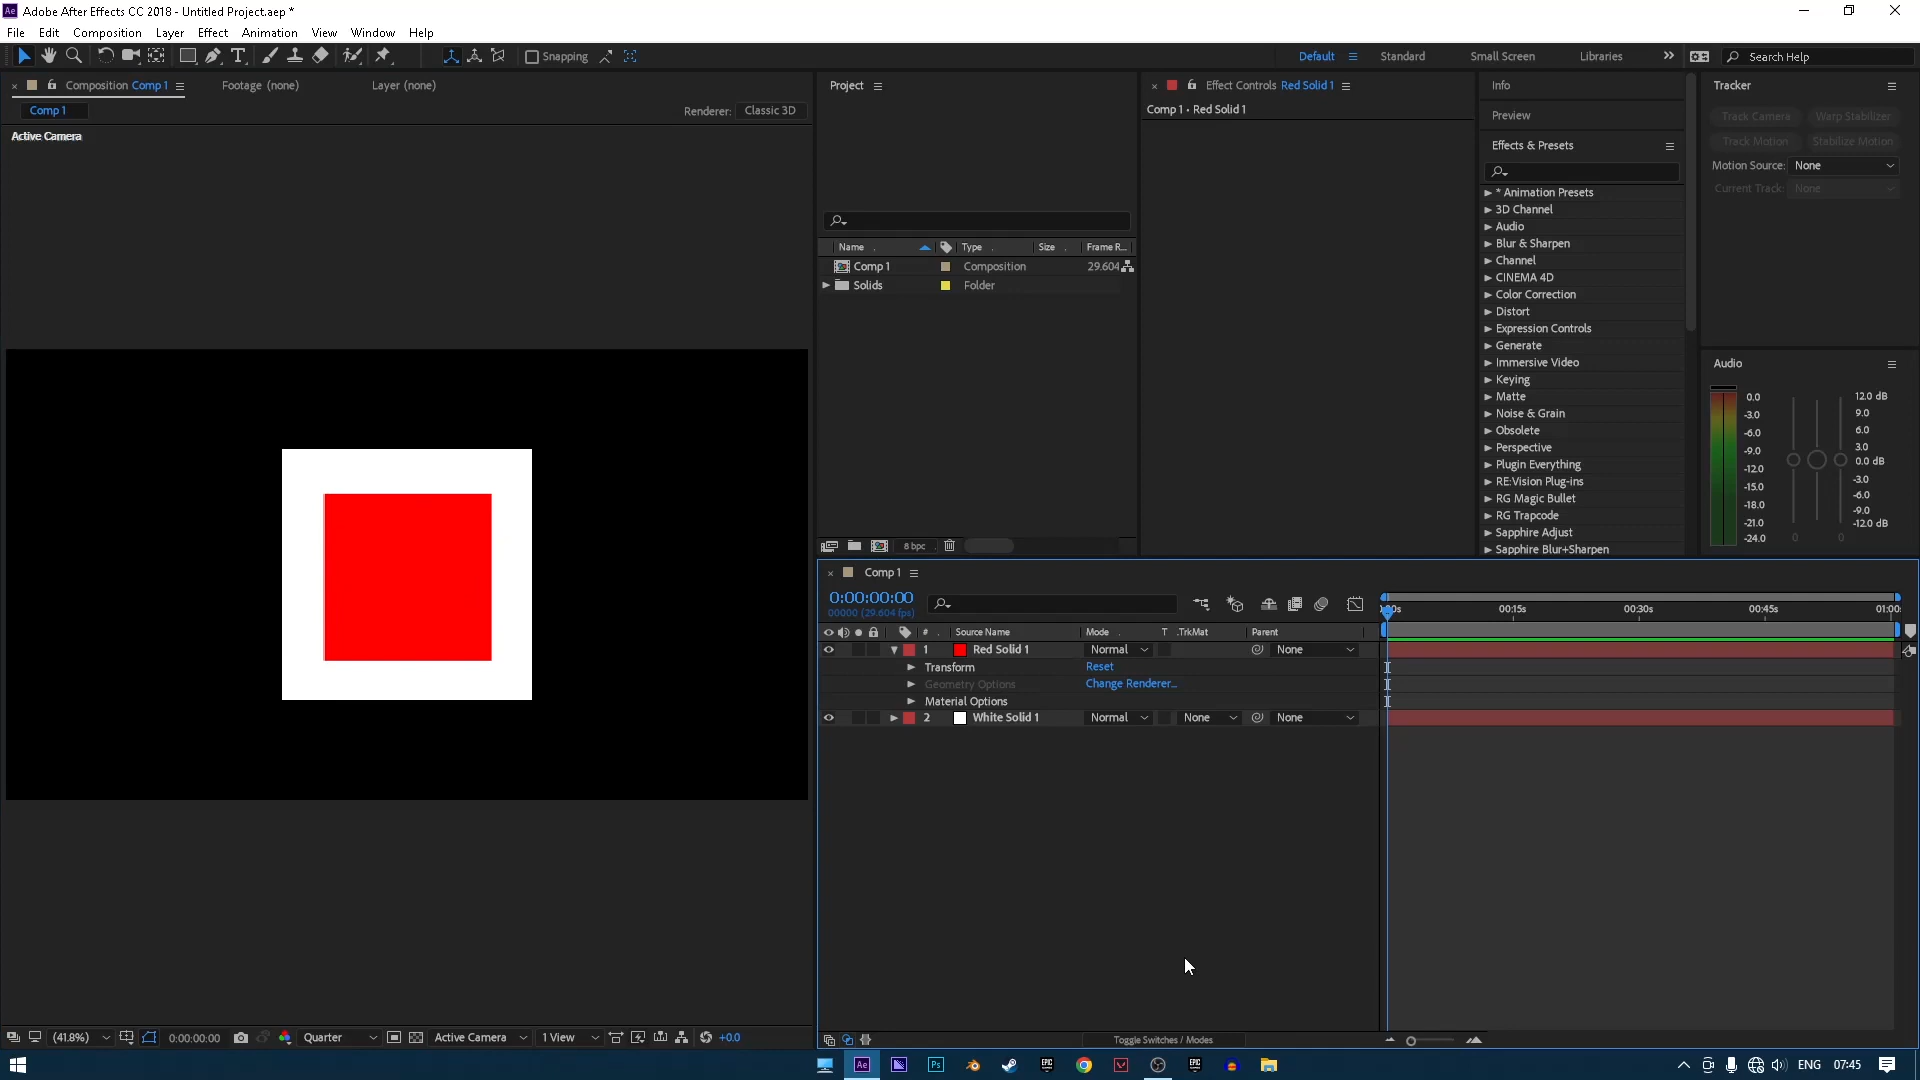 Adobe After Effects CC 2018 - Untitled Project.aep *
File Edit Composition Layer Effect Animation View Window Help
Snapping
Default Standard Small Screen Libraries Search Help
Composition Comp 1 Footage (none) Layer (none)
Comp 1 Renderer: Classic 3D
Active Camera
Project
Name Type Size Frame R...
Comp 1 Composition 29.604
Solids Folder
8 bpc
Effect Controls Red Solid 1
Comp 1 • Red Solid 1
Info
Preview
Effects & Presets
* Animation Presets
3D Channel
Audio
Blur & Sharpen
Channel
CINEMA 4D
Color Correction
Distort
Expression Controls
Generate
Immersive Video
Keying
Matte
Noise & Grain
Obsolete
Perspective
Plugin Everything
RE:Vision Plug-ins
RG Magic Bullet
RG Trapcode
Sapphire Adjust
Sapphire Blur+Sharpen
Tracker
Track Camera Warp Stabilizer
Track Motion Stabilize Motion
Motion Source: None
Current Track: None
Audio
0.0 12.0 dB
-3.0 9.0
-6.0 6.0
-9.0 3.0
-12.0 0.0 dB
-15.0 -3.0
-18.0 -6.0
-21.0 -9.0
-24.0 -12.0 dB
0 0
Comp 1
0:00:00:00
00000 (29.604 fps)
00s 00:15s 00:30s 00:45s 01:00
# Source Name Mode T .TrkMat Parent
1 Red Solid 1 Normal None
Transform Reset
Geometry Options Change Renderer...
Material Options
2 White Solid 1 Normal None None
(41.8%) 0:00:00:00 Quarter Active Camera 1 View +0.0
Toggle Switches / Modes
Ae Ps EPIC EPIC ENG 07:45